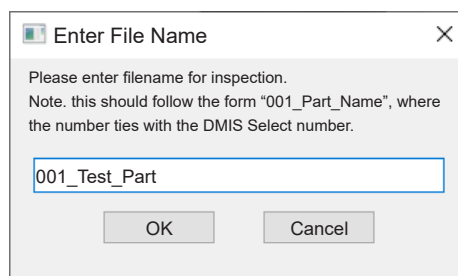 Enter File Name
Please enter filename for inspection.
Note. this should follow the form “001_Part_Name”, where
the number ties with the DMIS Select number.
001_Test_Part
OK Cancel